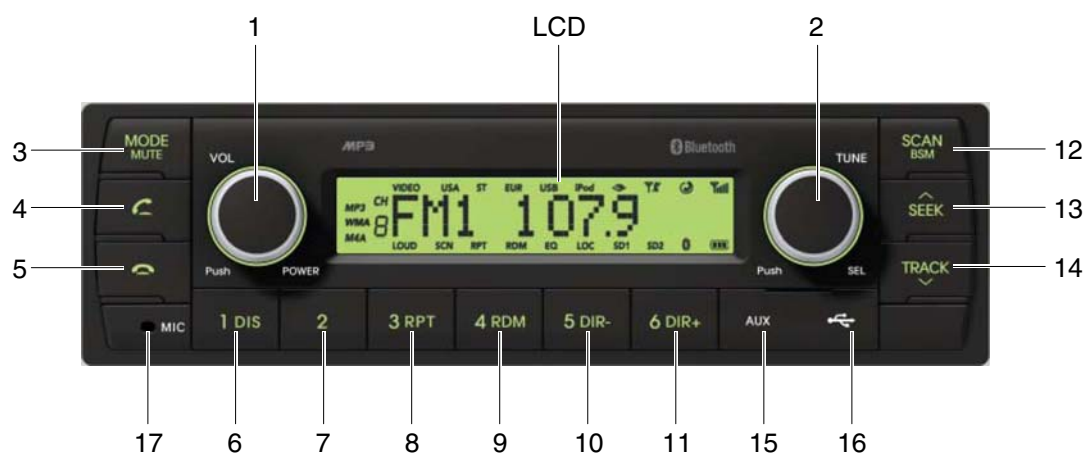 1 LCD 2
3 MODE MUTE VOL MP3 Bluetooth TUNE SCAN BSM 12
VIDEO USA ST EUR USB iPod
4 MP3 CH WMA 8 M4A FM1 107.9 SEEK 13
LOUD SCN RPT RDM EQ LOC SD1 SD2
5 Push POWER Push SEL TRACK 14
MIC 1 DIS 2 3 RPT 4 RDM 5 DIR- 6 DIR+ AUX
17 6 7 8 9 10 11 15 16